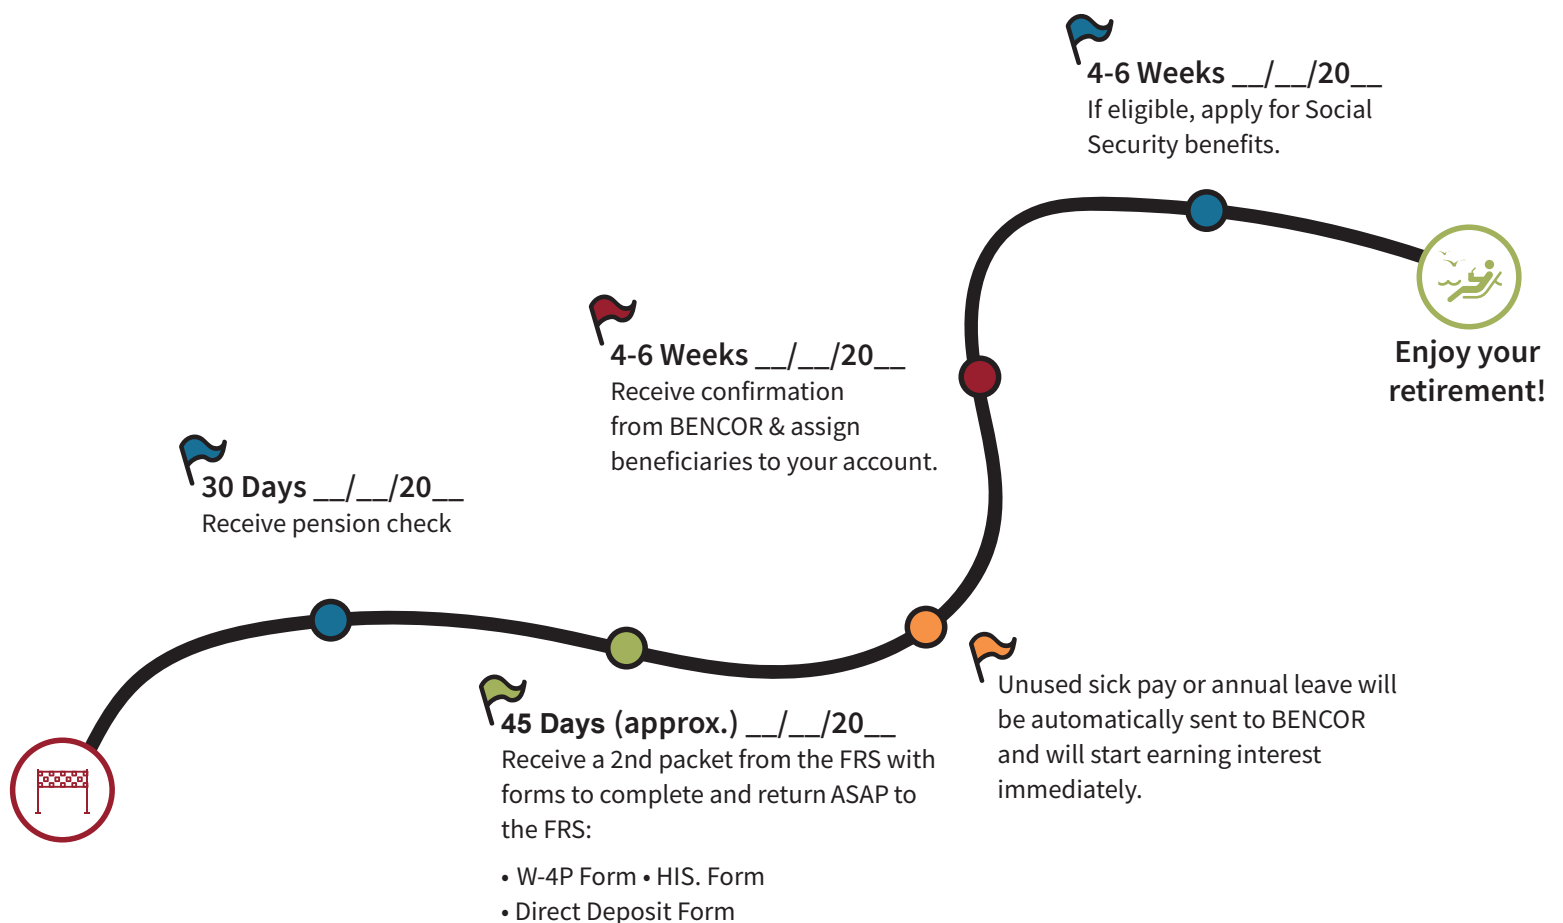 4-6 Weeks __/__/20__
If eligible, apply for Social
Security benefits.
Enjoy your
retirement!
4-6 Weeks __/__/20__
Receive confirmation
from BENCOR & assign
beneficiaries to your account.
30 Days __/__/20__
Receive pension check
45 Days (approx.) __/__/20__
Receive a 2nd packet from the FRS with
forms to complete and return ASAP to
the FRS:
• W-4P Form • HIS. Form
• Direct Deposit Form
Unused sick pay or annual leave will
be automatically sent to BENCOR
and will start earning interest
immediately.